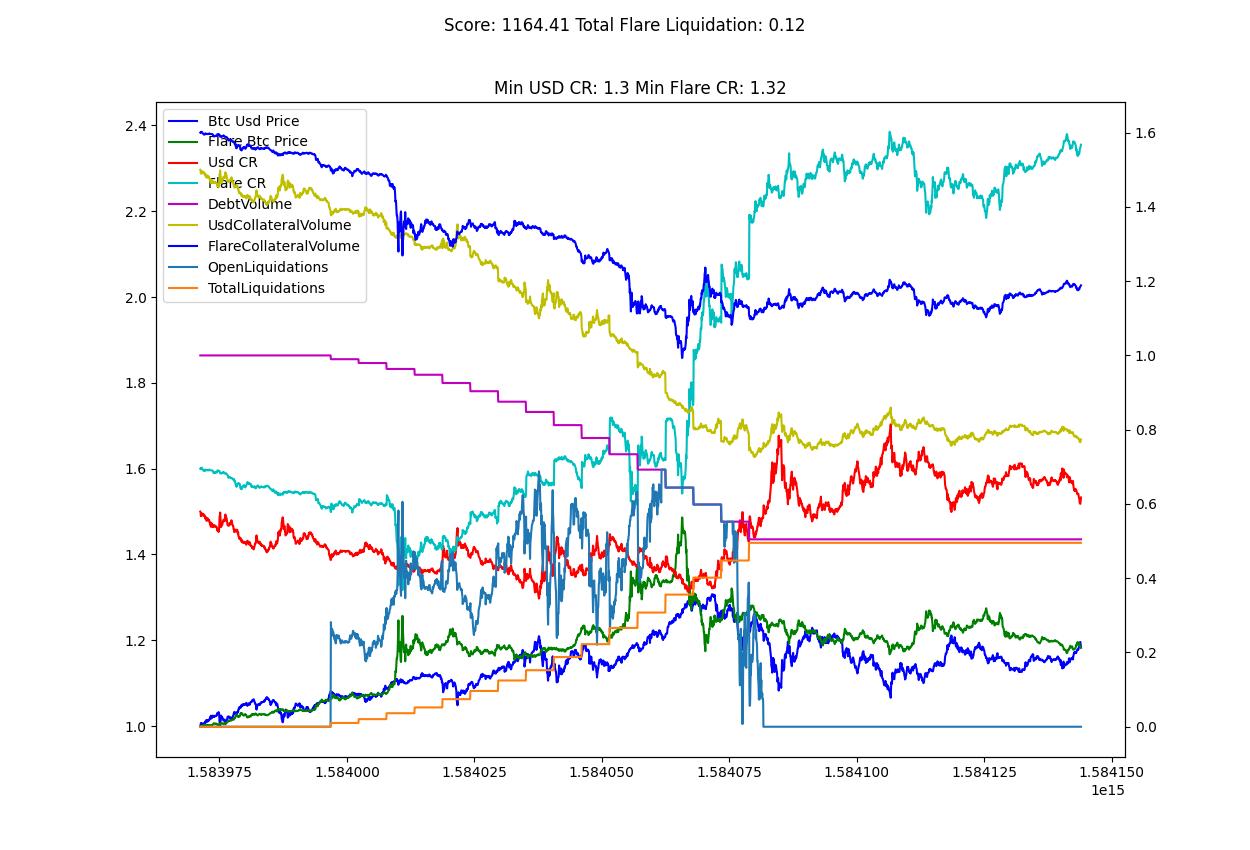 Score: 1164.41 Total Flare Liquidation: 0.12
Min USD CR: 1.3 Min Flare CR: 1.32
Btc Usd Price
Flare Btc Price
Usd CR
Flare CR
DebtVolume
UsdCollateralVolume
FlareCollateralVolume
OpenLiquidations
TotalLiquidations
2.4
2.2
2.0
1.8
1.6
1.4
1.2
1.0
1.6
1.4
1.2
1.0
0.8
0.6
0.4
0.2
0.0
1.583975 1.584000 1.584025 1.584050 1.584075 1.584100 1.584125 1.584150
1e15